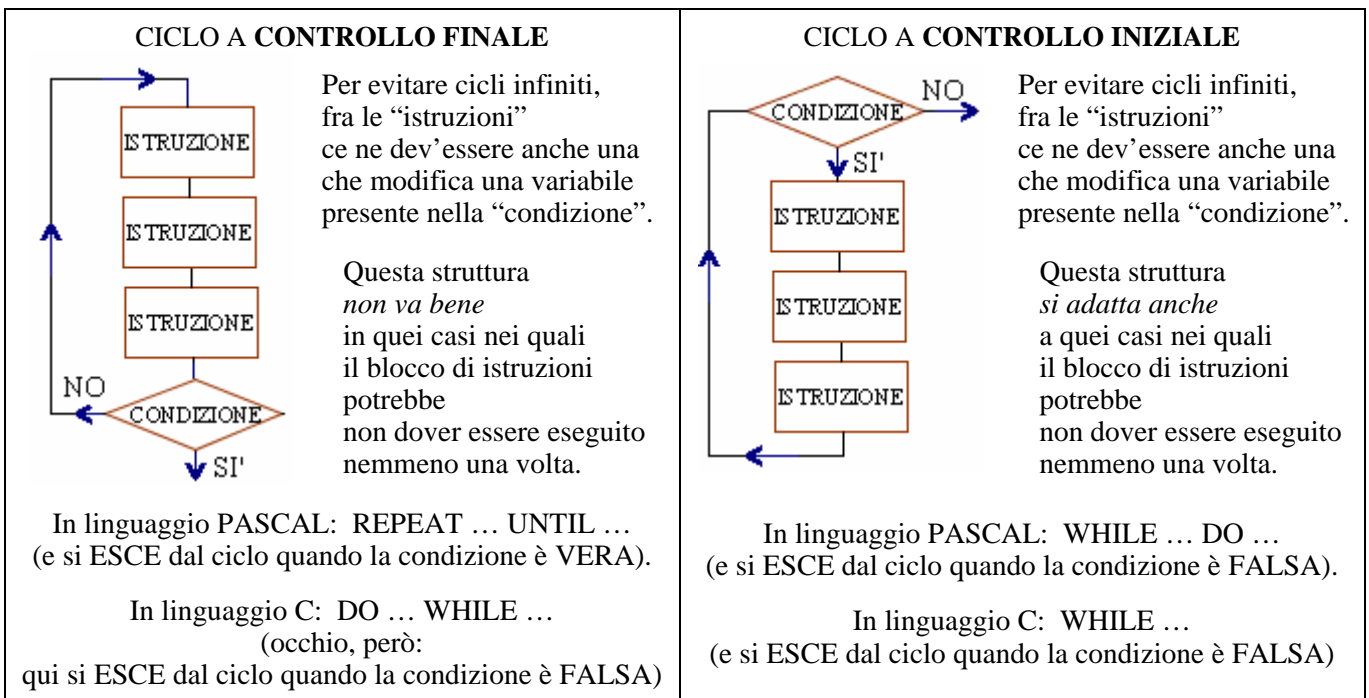 CICLO A CONTROLLO FINALE
ISTRUZIONE
ISTRUZIONE
ISTRUZIONE
NO
CONDIZIONE
SI'
Per evitare cicli infiniti,
fra le “istruzioni”
ce ne dev’essere anche una
che modifica una variabile
presente nella “condizione”.
Questa struttura
non va bene
in quei casi nei quali
il blocco di istruzioni
potrebbe
non dover essere eseguito
nemmeno una volta.
In linguaggio PASCAL: REPEAT … UNTIL …
(e si ESCE dal ciclo quando la condizione è VERA).
In linguaggio C: DO … WHILE …
(occhio, però:
qui si ESCE dal ciclo quando la condizione è FALSA)
CICLO A CONTROLLO INIZIALE
CONDIZIONE
NO
SI'
ISTRUZIONE
ISTRUZIONE
ISTRUZIONE
Per evitare cicli infiniti,
fra le “istruzioni”
ce ne dev’essere anche una
che modifica una variabile
presente nella “condizione”.
Questa struttura
si adatta anche
a quei casi nei quali
il blocco di istruzioni
potrebbe
non dover essere eseguito
nemmeno una volta.
In linguaggio PASCAL: WHILE … DO …
(e si ESCE dal ciclo quando la condizione è FALSA).
In linguaggio C: WHILE …
(e si ESCE dal ciclo quando la condizione è FALSA)